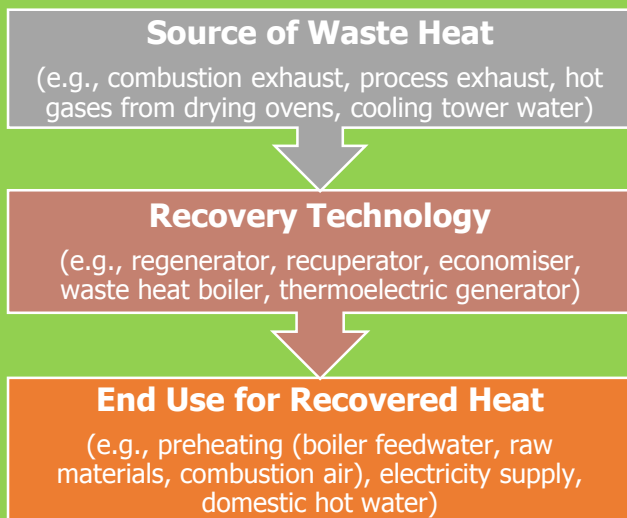 Source of Waste Heat
(e.g., combustion exhaust, process exhaust, hot
gases from drying ovens, cooling tower water)
Recovery Technology
(e.g., regenerator, recuperator, economiser,
waste heat boiler, thermoelectric generator)
End Use for Recovered Heat
(e.g., preheating (boiler feedwater, raw
materials, combustion air), electricity supply,
domestic hot water)